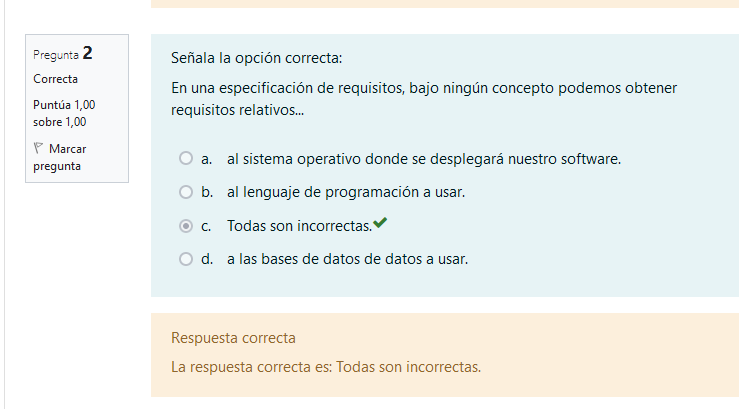 Pregunta 2
Correcta
Puntúa 1,00
sobre 1,00
Marcar
pregunta
Señala la opción correcta:
En una especificación de requisitos, bajo ningún concepto podemos obtener
requisitos relativos...
a. al sistema operativo donde se desplegará nuestro software.
b. al lenguaje de programación a usar.
c. Todas son incorrectas.
d. a las bases de datos de datos a usar.
Respuesta correcta
La respuesta correcta es: Todas son incorrectas.